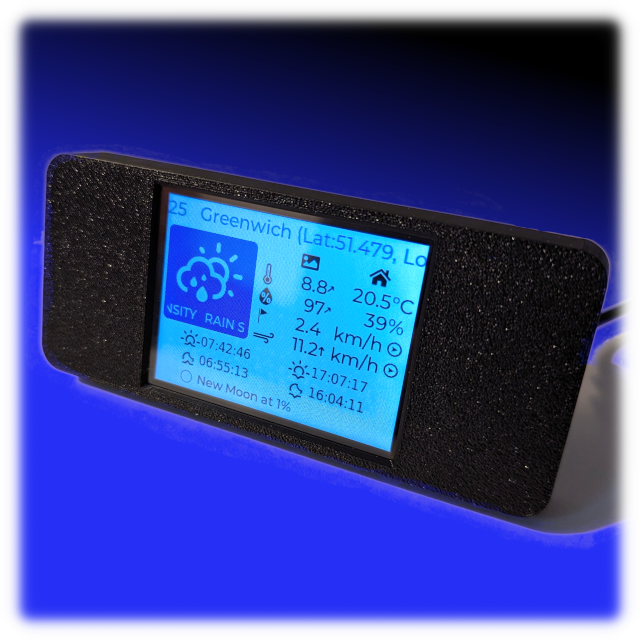 25 Greenwich (Lat:51.479, Lo
NSITY RAIN S
8.8 20.5°C
97 39%
2.4 km/h
11.2 km/h
07:42:46 17:07:17
06:55:13 16:04:11
New Moon at 1%